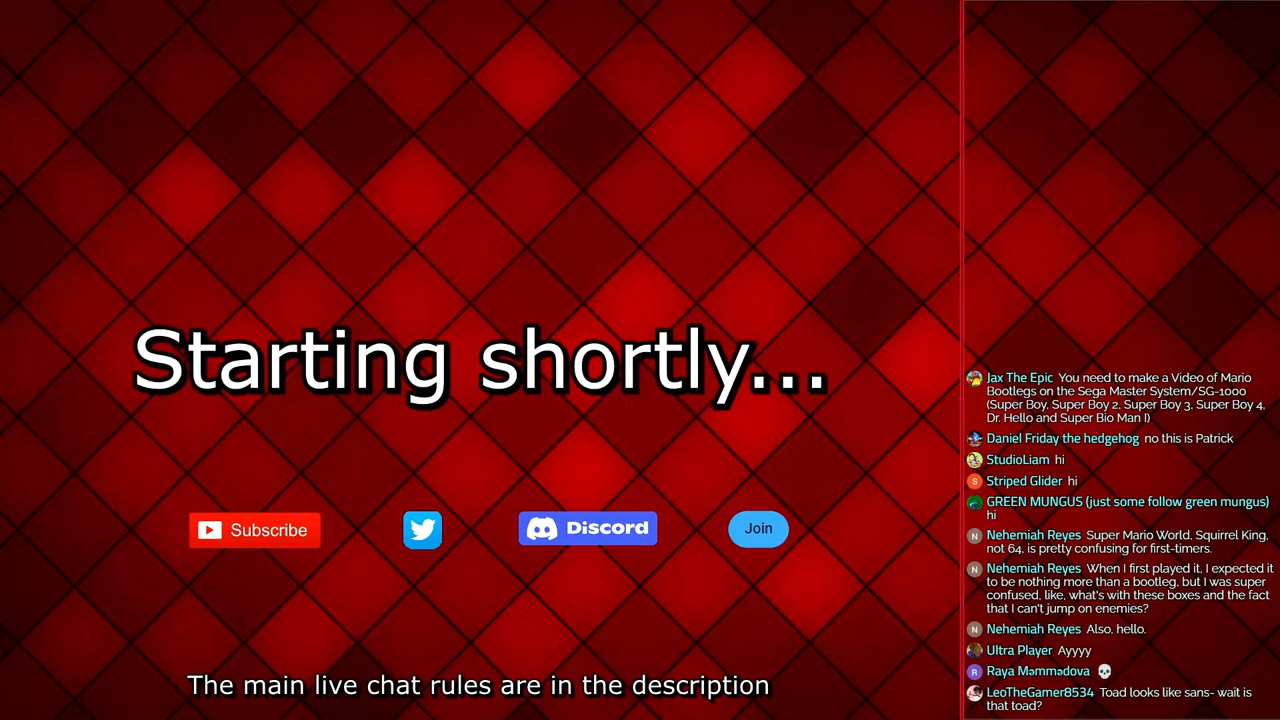 Starting shortly...
Subscribe
Discord
Join
The main live chat rules are in the description
Jax The Epic You need to make a Video of Mario
Bootlegs on the Sega Master System/SG-1000
(Super Boy, Super Boy 2, Super Boy 3, Super Boy 4,
Dr. Hello and Super Bio Man I)
Daniel Friday the hedgehog no this is Patrick
StudioLiam hi
S Striped Glider hi
GREEN MUNGUS (just some follow green mungus)
hi
N Nehemiah Reyes Super Mario World, Squirrel King,
not 64, is pretty confusing for first-timers.
N Nehemiah Reyes When I first played it, I expected it
to be nothing more than a bootleg, but I was super
confused, like, what's with these boxes and the fact
that I can't jump on enemies?
N Nehemiah Reyes Also, hello.
Ultra Player Ayyyy
R Raya Məmmədova 💀
LeoTheGamer8534 Toad looks like sans- wait is
that toad?